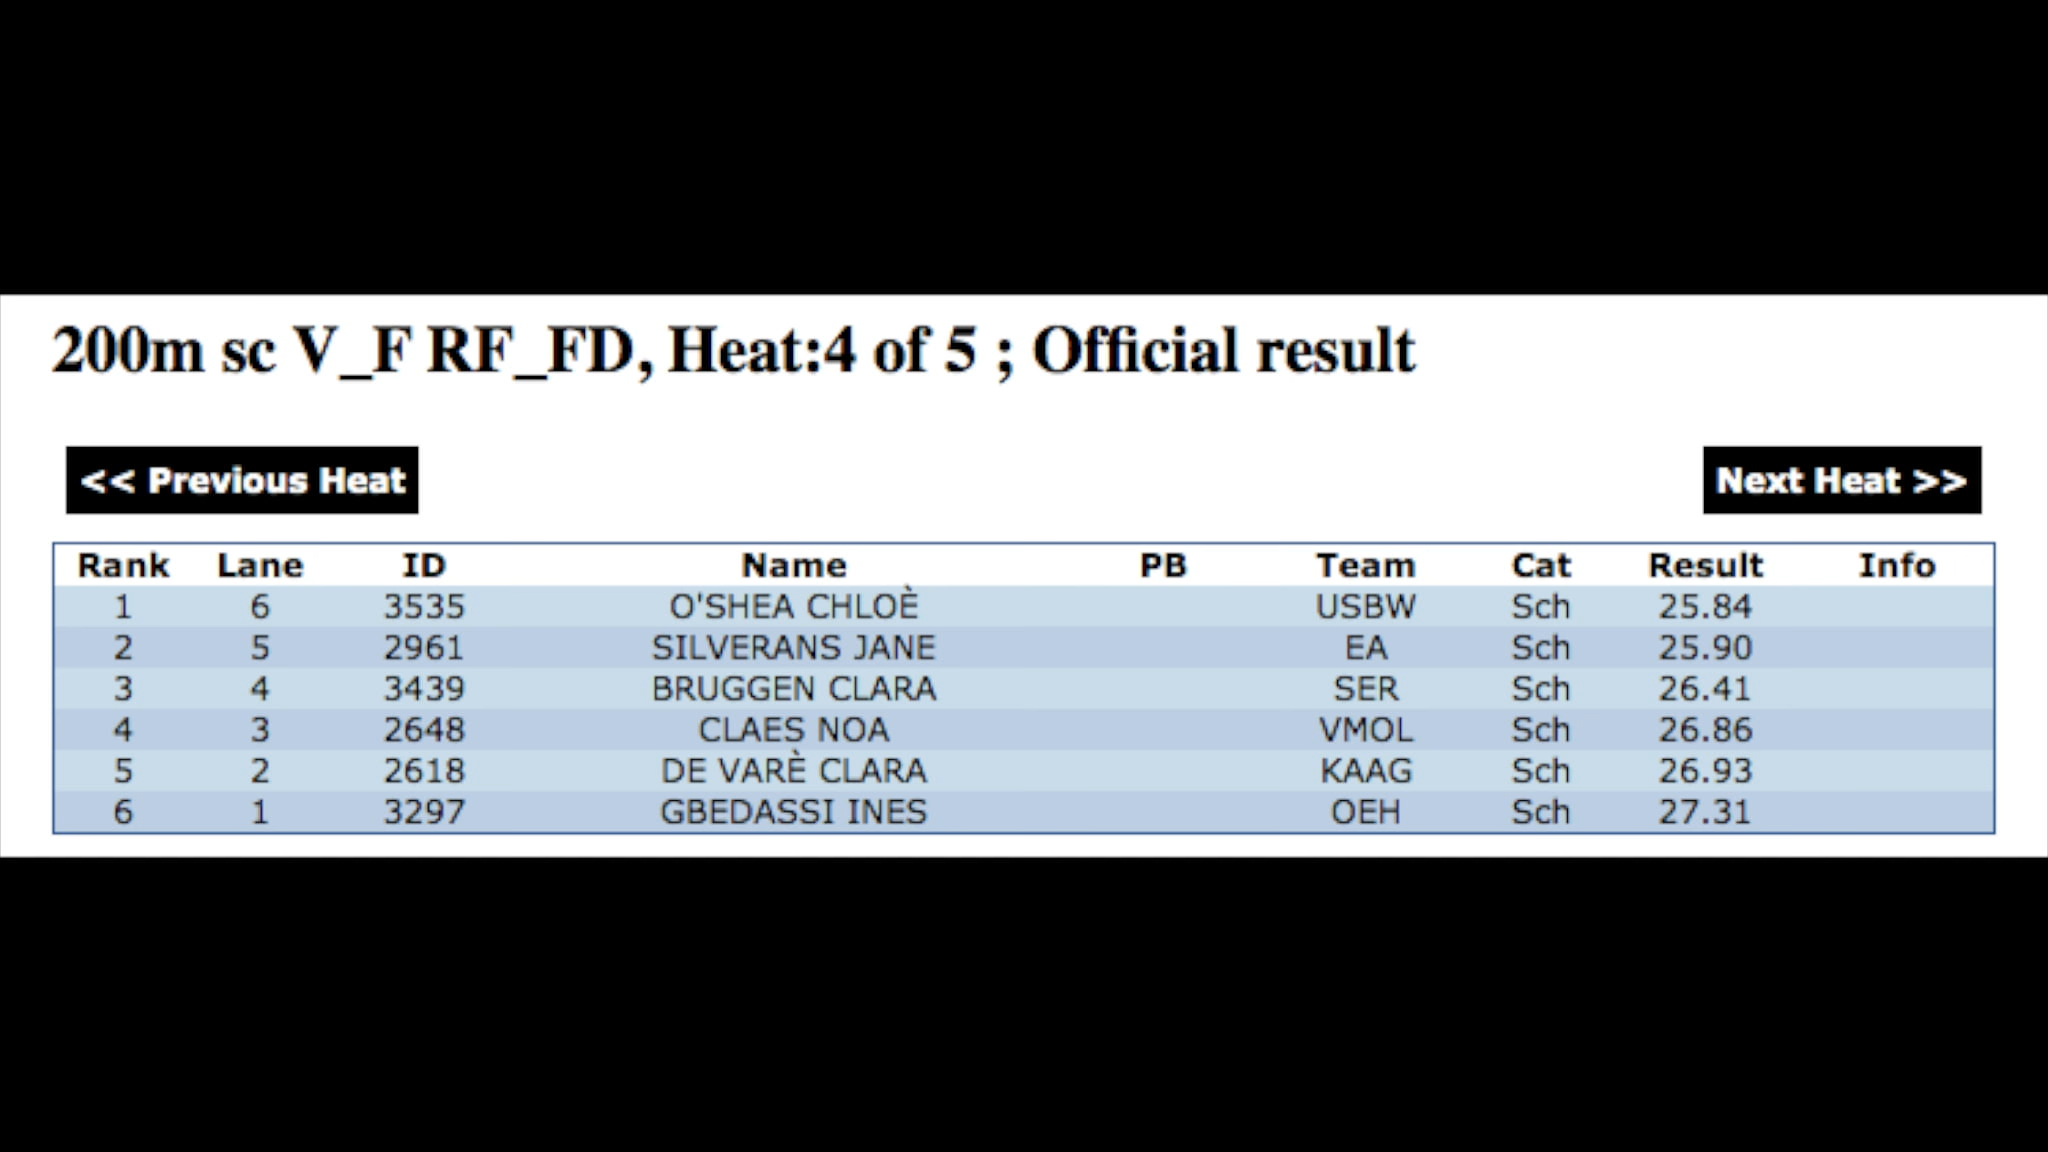 200m sc V_F RF_FD, Heat:4 of 5 ; Official result
<< Previous Heat Next Heat >>
Rank Lane ID Name PB Team Cat Result Info
1 6 3535 O'SHEA CHLOÈ USBW Sch 25.84
2 5 2961 SILVERANS JANE EA Sch 25.90
3 4 3439 BRUGGEN CLARA SER Sch 26.41
4 3 2648 CLAES NOA VMOL Sch 26.86
5 2 2618 DE VARÈ CLARA KAAG Sch 26.93
6 1 3297 GBEDASSI INES OEH Sch 27.31